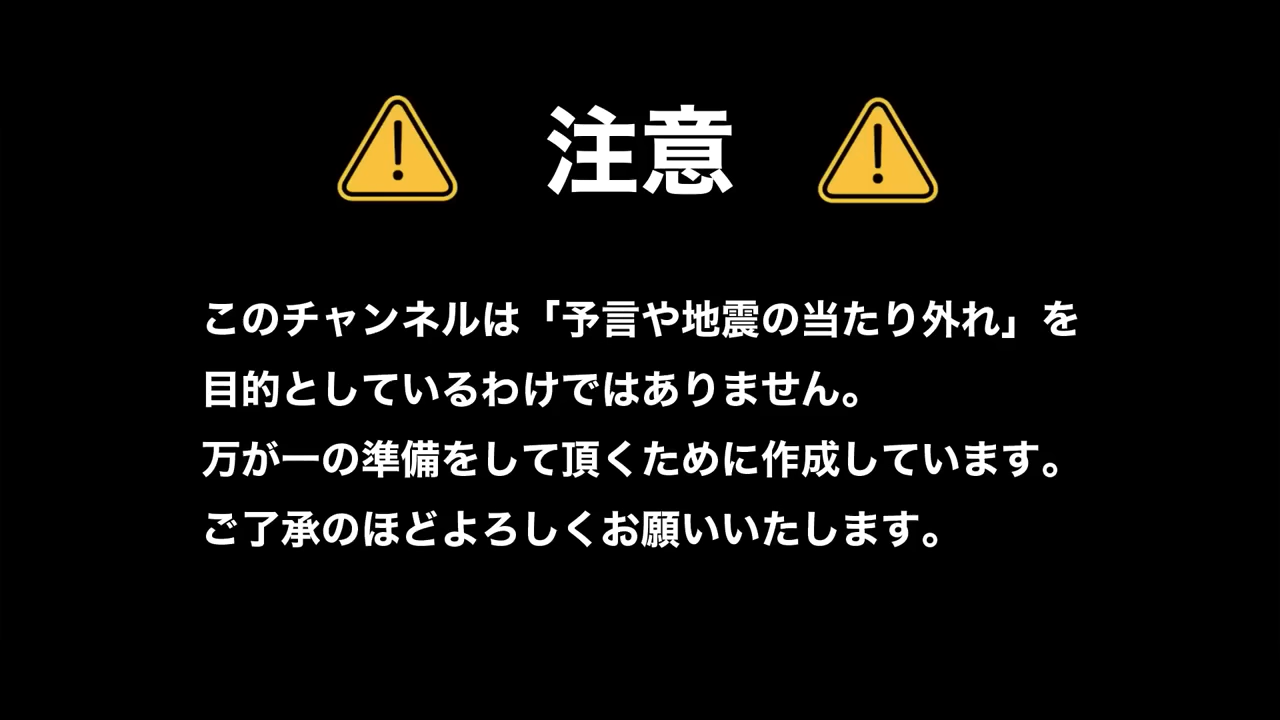 注意
このチャンネルは「予言や地震の当たり外れ」を
目的としているわけではありません。
万が一の準備をして頂くために作成しています。
ご了承のほどよろしくお願いいたします。